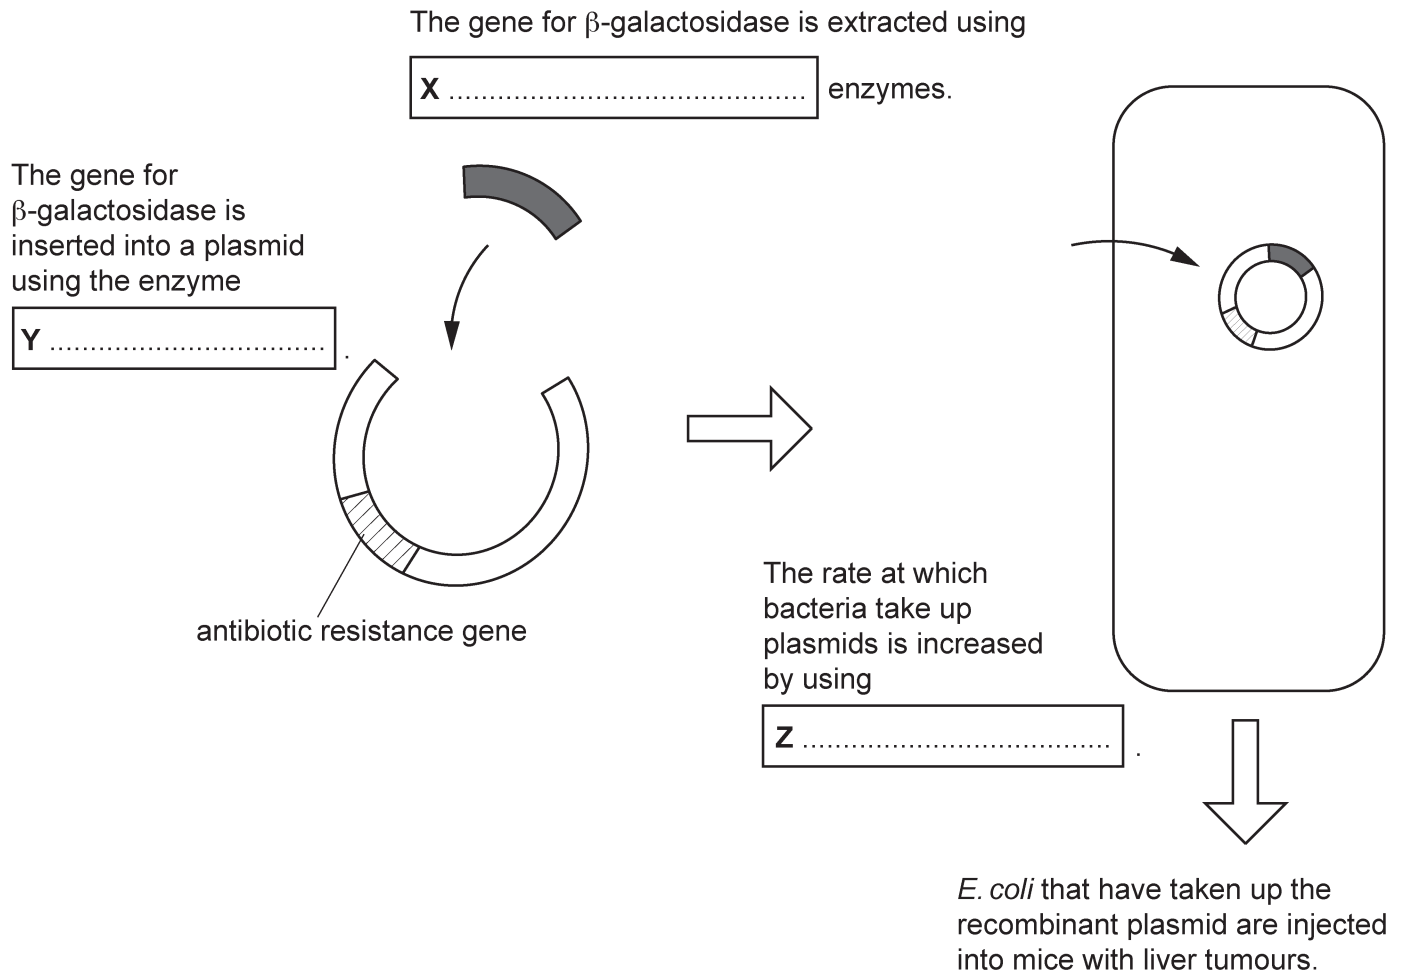 The gene for β-galactosidase is extracted using
X ............................................ enzymes.
The gene for
β-galactosidase is
inserted into a plasmid
using the enzyme
Y .................................. .
antibiotic resistance gene
The rate at which
bacteria take up
plasmids is increased
by using
Z ...................................... .
E. coli that have taken up the
recombinant plasmid are injected
into mice with liver tumours.